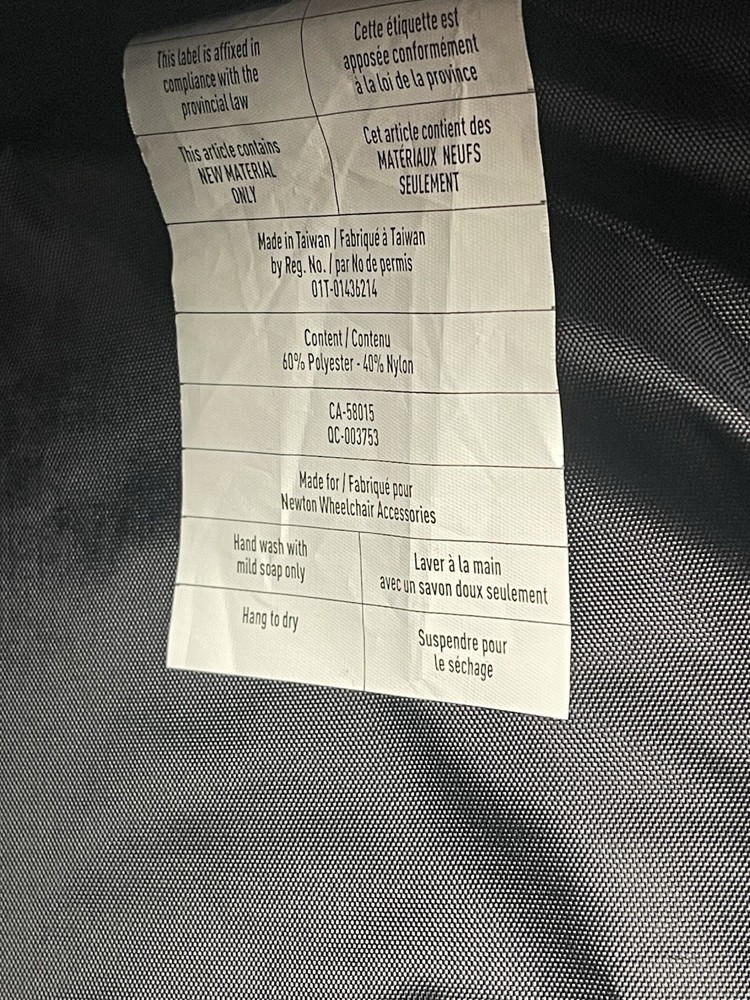 This label is affixed in
compliance with the
provincial law
Cette étiquette est
apposée conformément
à la loi de la province
This article contains
NEW MATERIAL
ONLY
Cet article contient des
MATÉRIAUX NEUFS
SEULEMENT
Made in Taiwan / Fabriqué à Taiwan
by Reg. No. / par No de permis
01T-01436214
Content / Contenu
60% Polyester - 40% Nylon
CA-58015
QC-003753
Made for / Fabriqué pour
Newton Wheelchair Accessories
Hand wash with
mild soap only
Laver à la main
avec un savon doux seulement
Hang to dry
Suspendre pour
le séchage